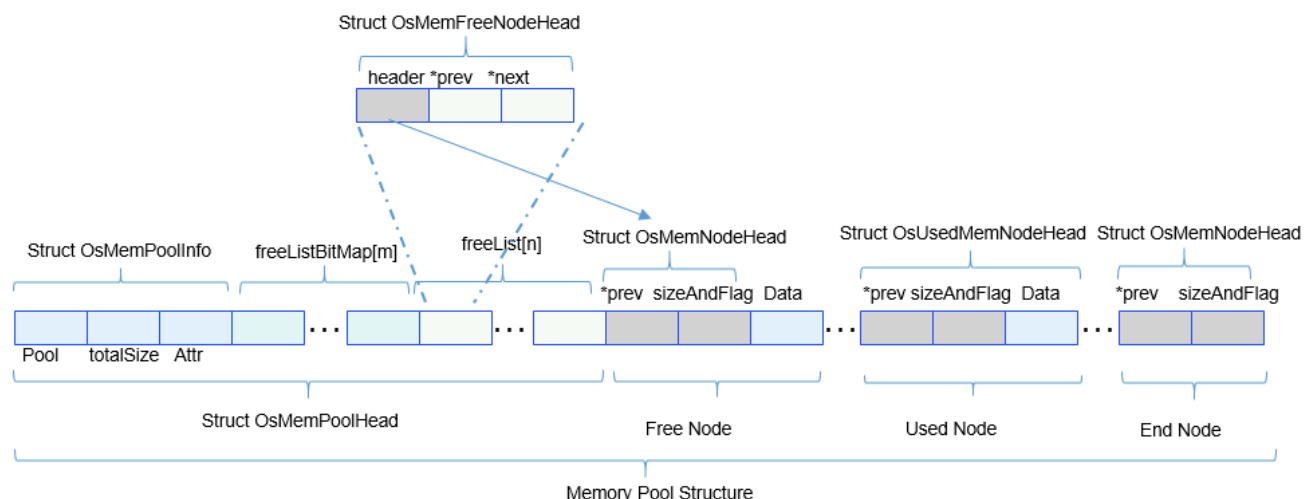 Struct OsMemFreeNodeHead
header *prev *next
Struct OsMemPoolInfo
freeListBitMap[m]
freeList[n]
Struct OsMemNodeHead
Struct OsUsedMemNodeHead
Struct OsMemNodeHead
*prev sizeAndFlag Data
*prev sizeAndFlag Data
*prev sizeAndFlag
...
...
...
...
Pool totalSize Attr
Struct OsMemPoolHead
Free Node
Used Node
End Node
Memory Pool Structure